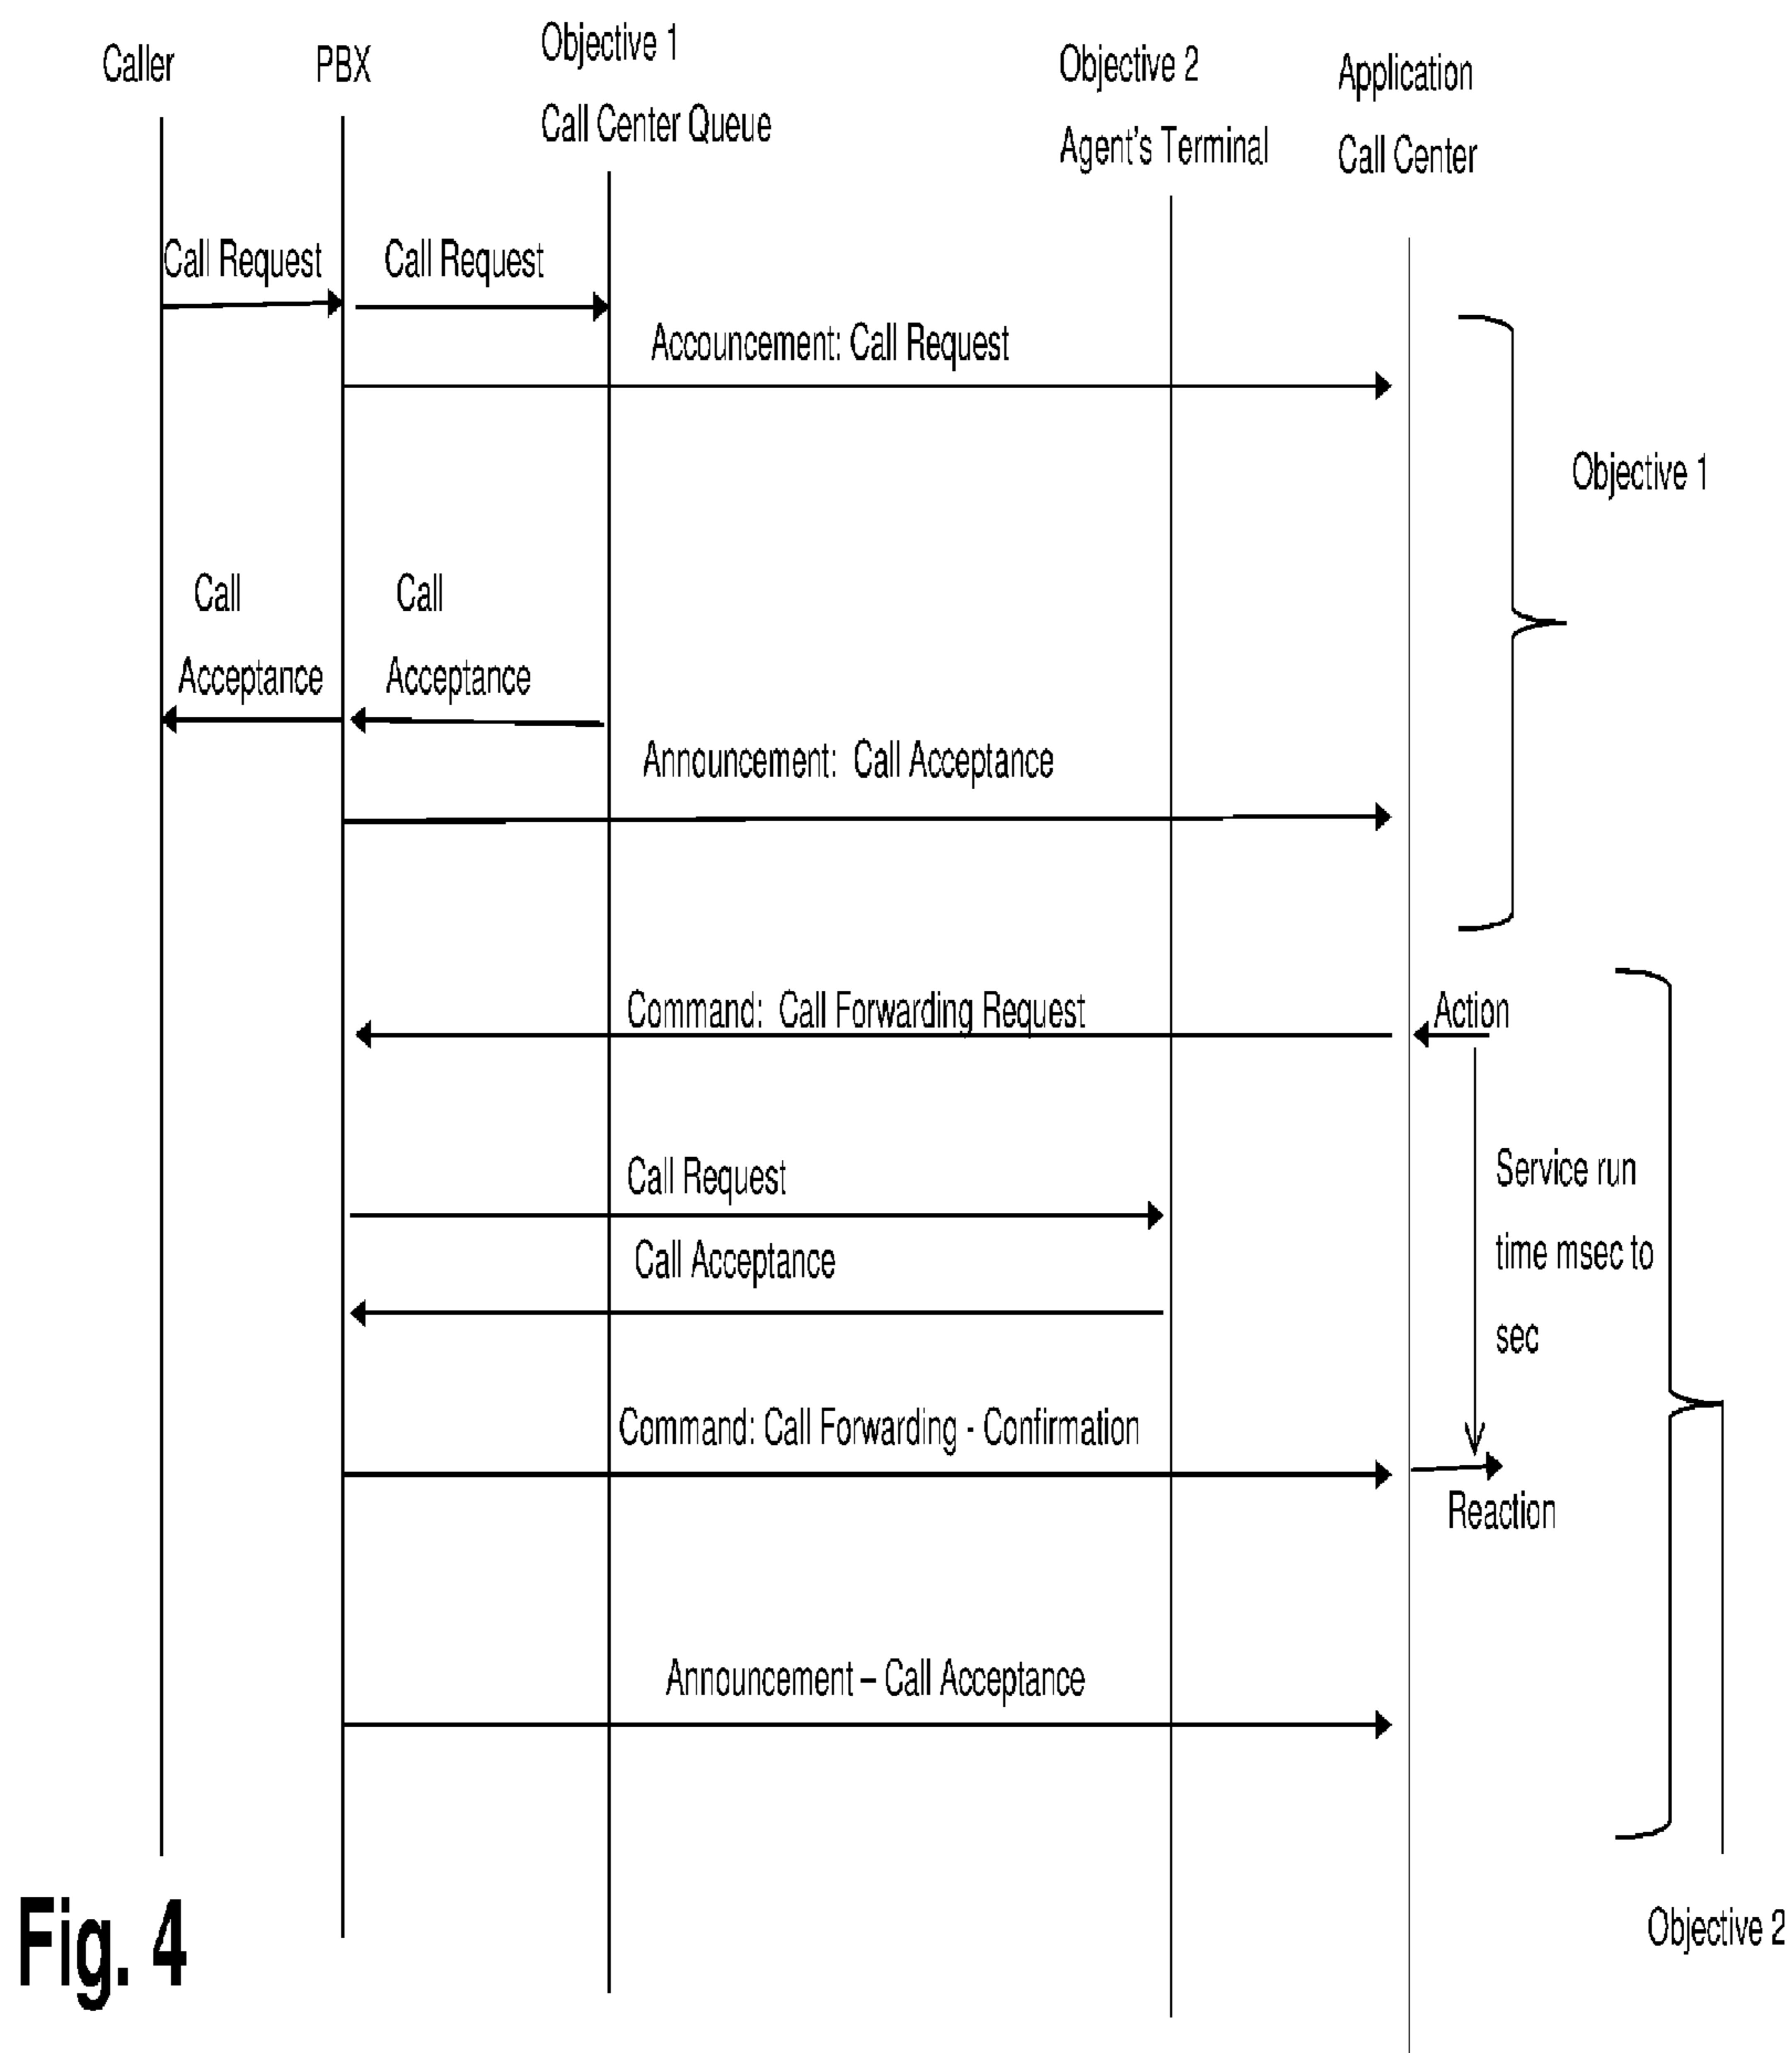 Caller
PBX
Objective 1
Call Center Queue
Objective 2
Agent's Terminal
Application
Call Center
Call Request
Call Request
Accouncement: Call Request
Objective 1
Call
Acceptance
Call
Acceptance
Announcement: Call Acceptance
Command: Call Forwarding Request
Action
Call Request
Service run
time msec to
sec
Call Acceptance
Command: Call Forwarding - Confirmation
Reaction
Announcement – Call Acceptance
Objective 2
Fig. 4